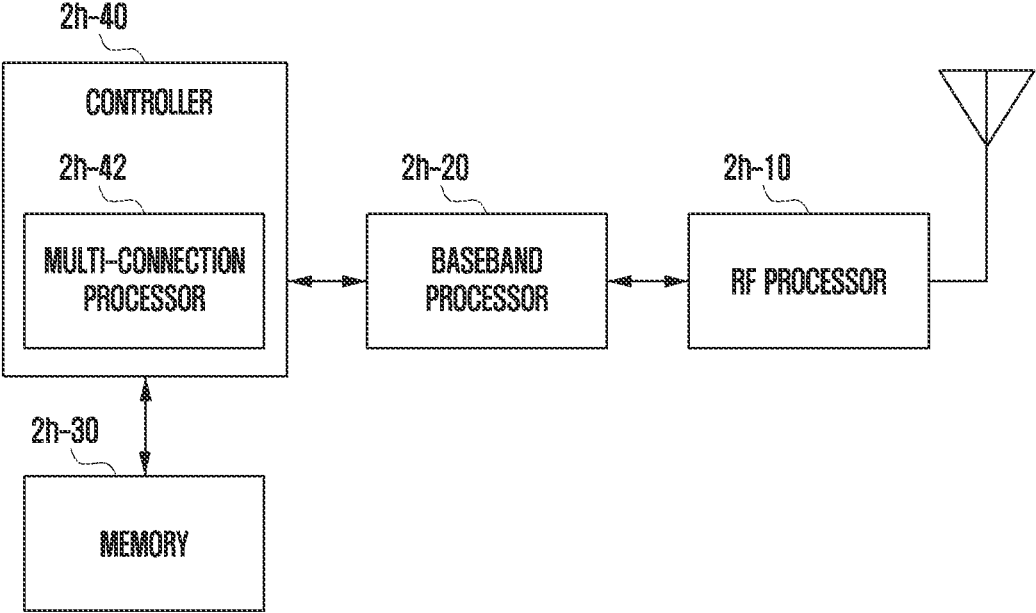 2h-40
CONTROLLER
2h-42
MULTI-CONNECTION
PROCESSOR
2h-20
BASEBAND
PROCESSOR
2h-10
RF PROCESSOR
2h-30
MEMORY